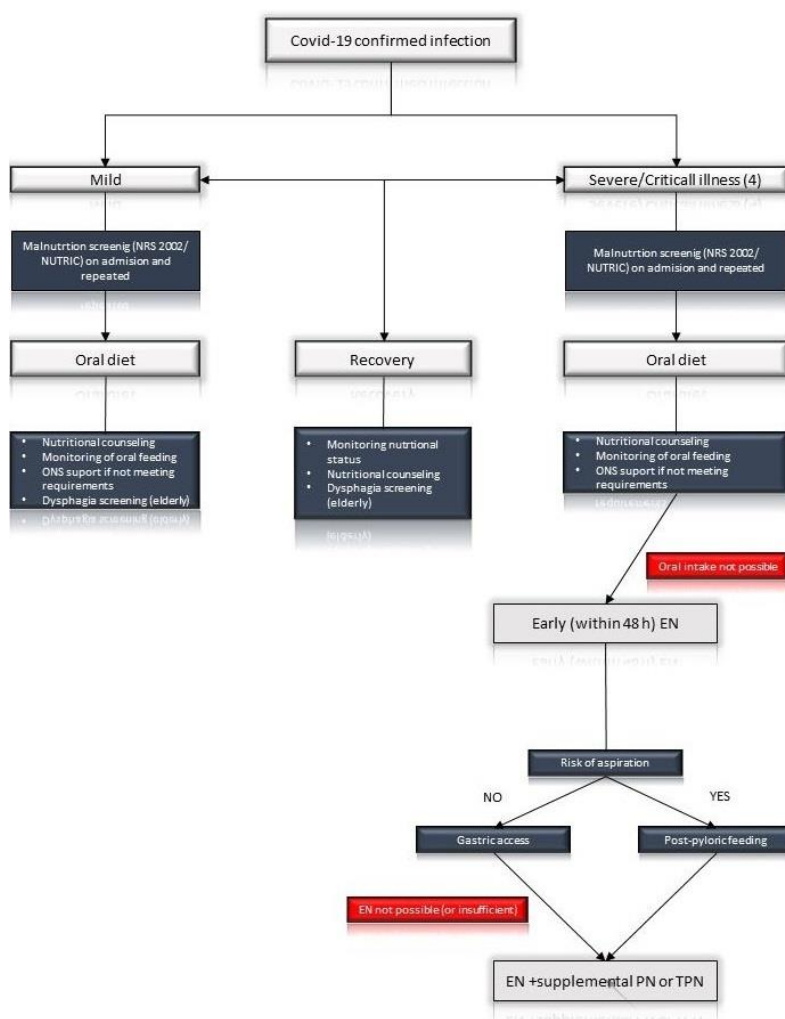 Covid-19 confirmed infection
Mild
Severe/Criticall illness (4)
Malnutrtion screenig (NRS 2002/
NUTRIC) on admision and
repeated
Malnutrtion screenig (NRS 2002/
NUTRIC) on admision and repeated
Oral diet
Recovery
Oral diet
• Nutritional counseling
• Monitoring of oral feeding
• ONS suport if not meeting
requirements
• Dysphagia screening (elderly)
• Monitoring nutrtional
status
• Nutritional counseling
• Dysphagia screening
(elderly)
• Nutritional counseling
• Monitoring of oral feeding
• ONS suport if not meeting
requirements
Oral intake not possible
Early (within 48 h) EN
Risk of aspiration
NO
YES
Gastric access
Post-pyloric feeding
EN not possible (or insufficient)
EN +supplemental PN or TPN